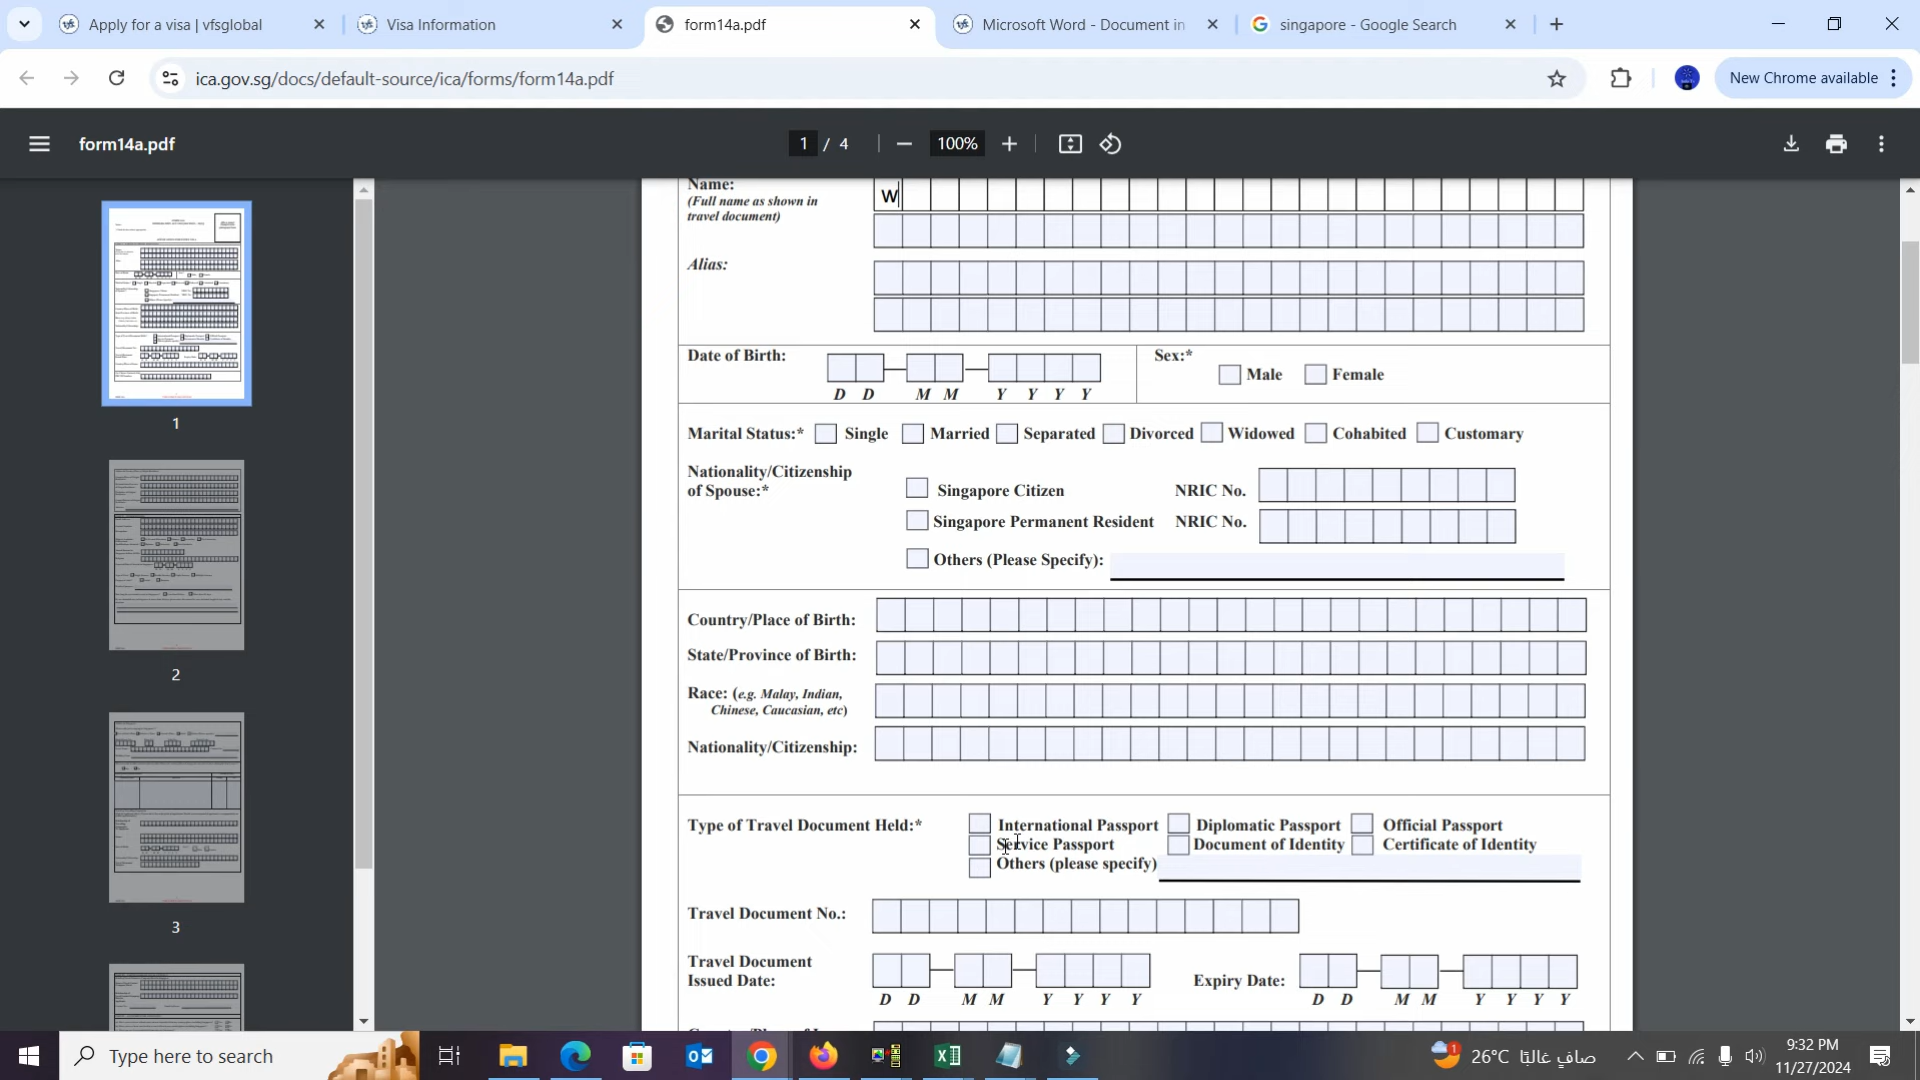 Apply for a visa | vfsglobal
Visa Information
form14a.pdf
Microsoft Word - Document in
singapore - Google Search
ica.gov.sg/docs/default-source/ica/forms/form14a.pdf
New Chrome available
form14a.pdf
1 / 4
100%
1
2
3
Name:
(Full name as shown in
travel document)
W
Alias:
Date of Birth:
D D M M Y Y Y Y
Sex:*
Male Female
Marital Status:* Single Married Separated Divorced Widowed Cohabited Customary
Nationality/Citizenship
of Spouse:*
Singapore Citizen NRIC No.
Singapore Permanent Resident NRIC No.
Others (Please Specify):
Country/Place of Birth:
State/Province of Birth:
Race: (e.g. Malay, Indian,
Chinese, Caucasian, etc)
Nationality/Citizenship:
Type of Travel Document Held:* International Passport Diplomatic Passport Official Passport
Service Passport Document of Identity Certificate of Identity
Others (please specify)
Travel Document No.:
Travel Document
Issued Date:
D D M M Y Y Y Y
Expiry Date:
D D M M Y Y Y Y
Type here to search
1
26°C صافٍ غالبًا
9:32 PM
11/27/2024